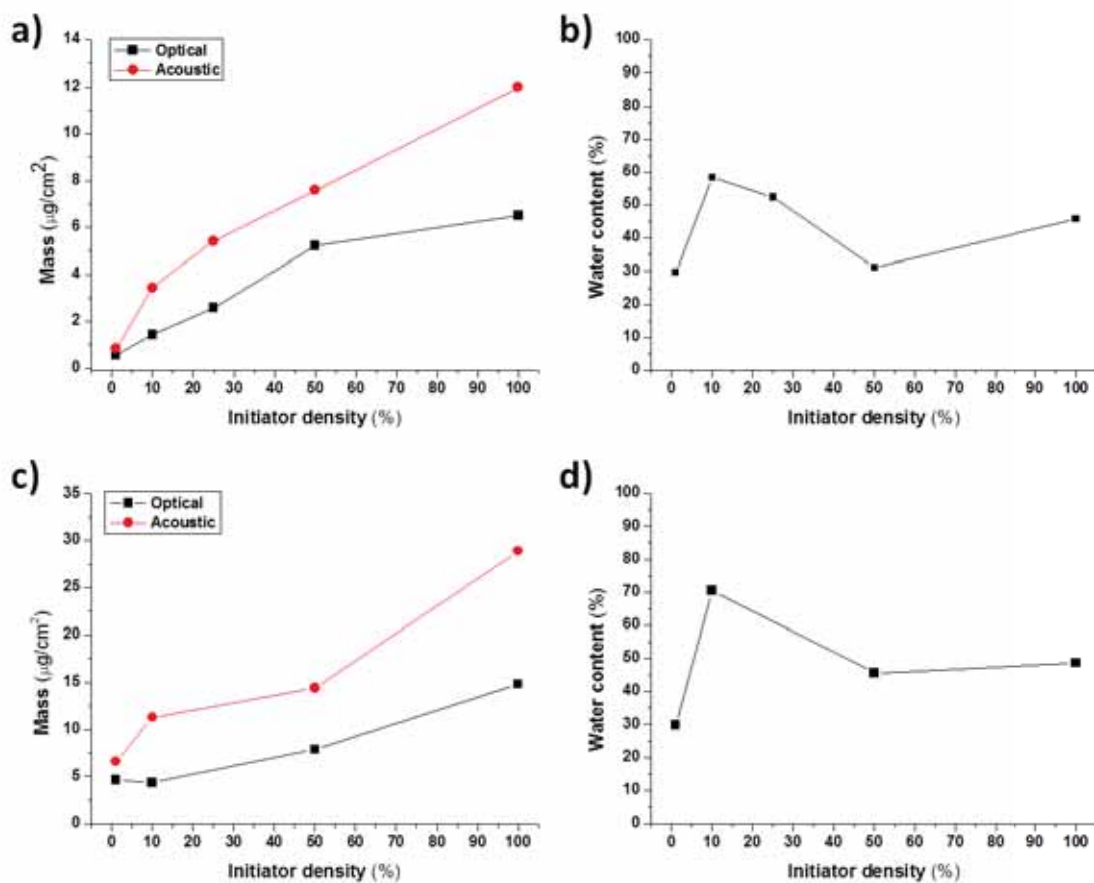 a)
14
12
10
8
6
4
2
0
Optical
Acoustic
Mass (μg/cm²)
0 10 20 30 40 50 60 70 80 90 100
Initiator density (%)
b)
100
90
80
70
60
50
40
30
20
10
0
Water content (%)
0 10 20 30 40 50 60 70 80 90 100
Initiator density (%)
c)
35
30
25
20
15
10
5
0
Optical
Acoustic
Mass (μg/cm²)
0 10 20 30 40 50 60 70 80 90 100
Initiator density (%)
d)
100
90
80
70
60
50
40
30
20
10
0
Water content (%)
0 10 20 30 40 50 60 70 80 90 100
Initiator density (%)